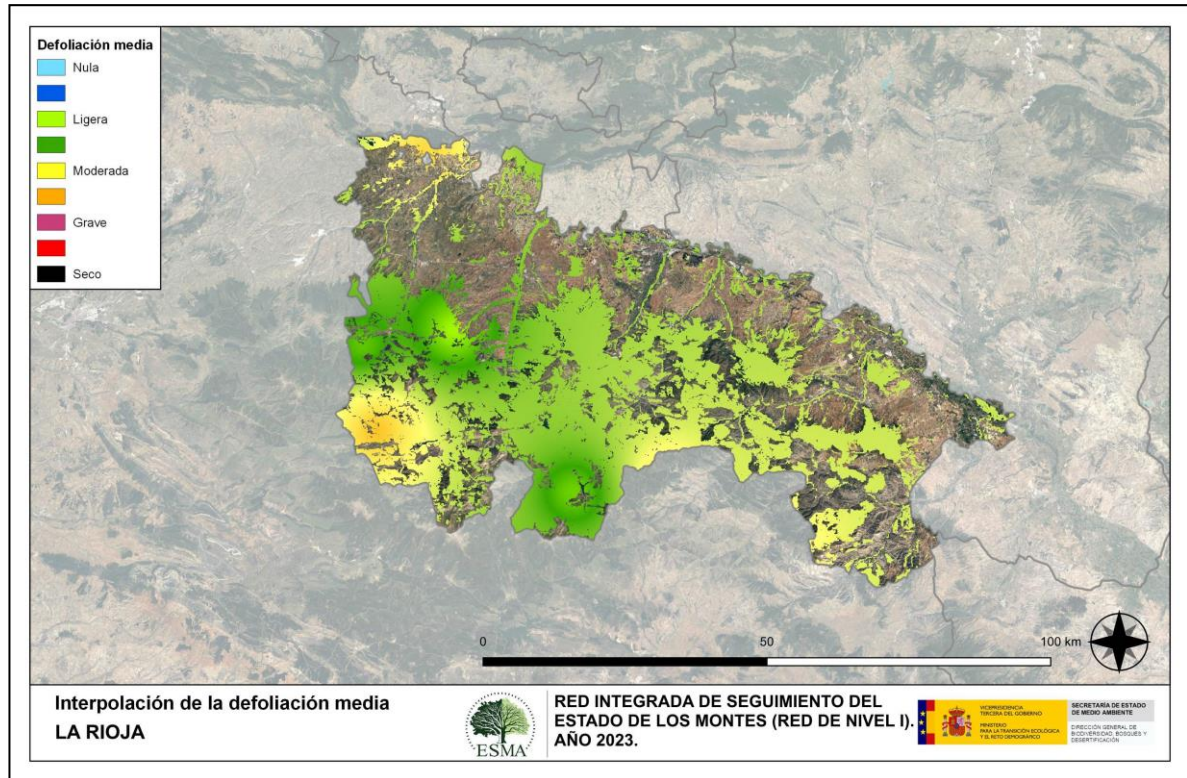 Defoliación media
Nula
Ligera
Moderada
Grave
Seco
0 50 100 km
Interpolación de la defoliación media
LA RIOJA
ESMA
RED INTEGRADA DE SEGUIMIENTO DEL
ESTADO DE LOS MONTES (RED DE NIVEL I).
AÑO 2023.
VICEPRESIDENCIA
TERCERA DEL GOBIERNO
MINISTERIO
PARA LA TRANSICIÓN ECOLÓGICA
Y EL RETO DEMOGRÁFICO
SECRETARÍA DE ESTADO
DE MEDIO AMBIENTE
DIRECCIÓN GENERAL DE
BIODIVERSIDAD, BOSQUES Y
DESERTIFICACIÓN